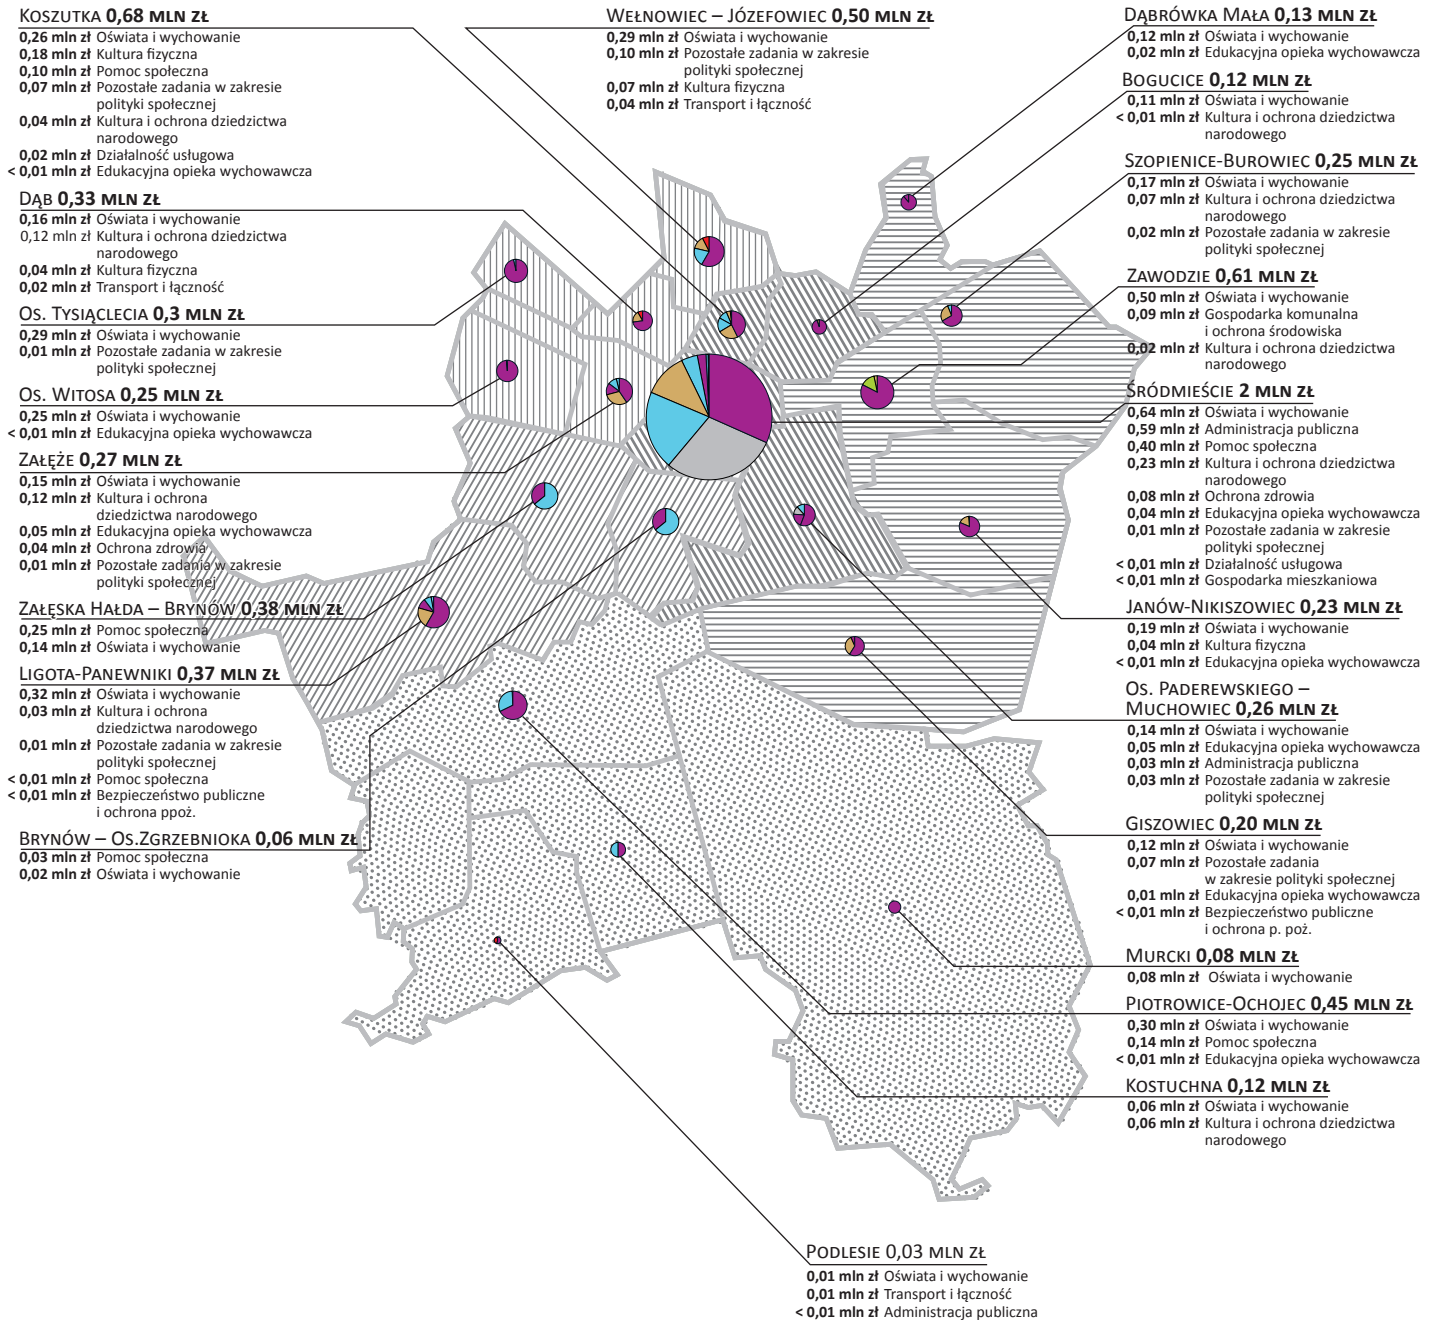 Koszutka 0,68 mln zł
0,26 mln zł Oświata i wychowanie
0,18 mln zł Kultura fizyczna
0,10 mln zł Pomoc społeczna
0,07 mln zł Pozostałe zadania w zakresie
polityki społecznej
0,04 mln zł Kultura i ochrona dziedzictwa
narodowego
0,02 mln zł Działalność usługowa
< 0,01 mln zł Edukacyjna opieka wychowawcza
Dąb 0,33 mln zł
0,16 mln zł Oświata i wychowanie
0,12 mln zł Kultura i ochrona dziedzictwa
narodowego
0,04 mln zł Kultura fizyczna
0,02 mln zł Transport i łączność
Os. Tysiąclecia 0,3 mln zł
0,29 mln zł Oświata i wychowanie
0,01 mln zł Pozostałe zadania w zakresie
polityki społecznej
Os. Witosa 0,25 mln zł
0,25 mln zł Oświata i wychowanie
< 0,01 mln zł Edukacyjna opieka wychowawcza
Załęże 0,27 mln zł
0,15 mln zł Oświata i wychowanie
0,12 mln zł Kultura i ochrona
dziedzictwa narodowego
0,05 mln zł Edukacyjna opieka wychowawcza
0,04 mln zł Ochrona zdrowia
0,01 mln zł Pozostałe zadania w zakresie
polityki społecznej
Załęska Hałda – Brynów 0,38 mln zł
0,25 mln zł Pomoc społeczna
0,14 mln zł Oświata i wychowanie
Ligota-Panewniki 0,37 mln zł
0,32 mln zł Oświata i wychowanie
0,03 mln zł Kultura i ochrona
dziedzictwa narodowego
0,01 mln zł Pozostałe zadania w zakresie
polityki społecznej
< 0,01 mln zł Pomoc społeczna
< 0,01 mln zł Bezpieczeństwo publiczne
i ochrona ppoż.
Brynów – Os.Zgrzebnioka 0,06 mln zł
0,03 mln zł Pomoc społeczna
0,02 mln zł Oświata i wychowanie
Wełnowiec – Józefowiec 0,50 mln zł
0,29 mln zł Oświata i wychowanie
0,10 mln zł Pozostałe zadania w zakresie
polityki społecznej
0,07 mln zł Kultura fizyczna
0,04 mln zł Transport i łączność
Dąbrówka Mała 0,13 mln zł
0,12 mln zł Oświata i wychowanie
0,02 mln zł Edukacyjna opieka wychowawcza
Bogucice 0,12 mln zł
0,11 mln zł Oświata i wychowanie
< 0,01 mln zł Kultura i ochrona dziedzictwa
narodowego
Szopienice-Burowiec 0,25 mln zł
0,17 mln zł Oświata i wychowanie
0,07 mln zł Kultura i ochrona dziedzictwa
narodowego
0,02 mln zł Pozostałe zadania w zakresie
polityki społecznej
Zawodzie 0,61 mln zł
0,50 mln zł Oświata i wychowanie
0,09 mln zł Gospodarka komunalna
i ochrona środowiska
0,02 mln zł Kultura i ochrona dziedzictwa
narodowego
Śródmieście 2 mln zł
0,64 mln zł Oświata i wychowanie
0,59 mln zł Administracja publiczna
0,40 mln zł Pomoc społeczna
0,23 mln zł Kultura i ochrona dziedzictwa
narodowego
0,08 mln zł Ochrona zdrowia
0,04 mln zł Edukacyjna opieka wychowawcza
0,01 mln zł Pozostałe zadania w zakresie
polityki społecznej
< 0,01 mln zł Działalność usługowa
< 0,01 mln zł Gospodarka mieszkaniowa
Janów-Nikiszowiec 0,23 mln zł
0,19 mln zł Oświata i wychowanie
0,04 mln zł Kultura fizyczna
< 0,01 mln zł Edukacyjna opieka wychowawcza
Os. Paderewskiego –
Muchowiec 0,26 mln zł
0,14 mln zł Oświata i wychowanie
0,05 mln zł Edukacyjna opieka wychowawcza
0,03 mln zł Administracja publiczna
0,03 mln zł Pozostałe zadania w zakresie
polityki społecznej
Giszowiec 0,20 mln zł
0,12 mln zł Oświata i wychowanie
0,07 mln zł Pozostałe zadania
w zakresie polityki społecznej
0,01 mln zł Edukacyjna opieka wychowawcza
< 0,01 mln zł Bezpieczeństwo publiczne
i ochrona p. poż.
Murcki 0,08 mln zł
0,08 mln zł Oświata i wychowanie
Piotrowice-Ochojec 0,45 mln zł
0,30 mln zł Oświata i wychowanie
0,14 mln zł Pomoc społeczna
< 0,01 mln zł Edukacyjna opieka wychowawcza
Kostuchna 0,12 mln zł
0,06 mln zł Oświata i wychowanie
0,06 mln zł Kultura i ochrona dziedzictwa
narodowego
Podlesie 0,03 mln zł
0,01 mln zł Oświata i wychowanie
0,01 mln zł Transport i łączność
< 0,01 mln zł Administracja publiczna